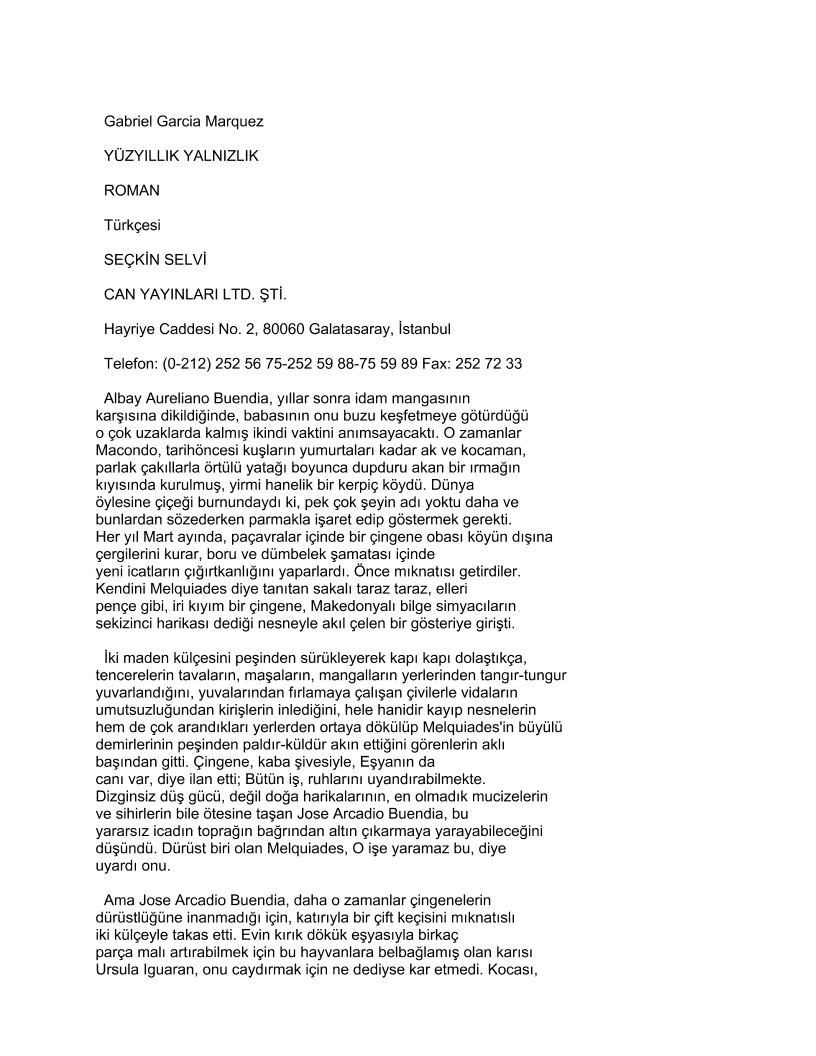 Gabriel Garcia Marquez
YÜZYILLIK YALNIZLIK
ROMAN
Türkçesi
SEÇKİN SELVİ
CAN YAYINLARI LTD. ŞTİ.
Hayriye Caddesi No. 2, 80060 Galatasaray, İstanbul
Telefon: (0-212) 252 56 75-252 59 88-75 59 89 Fax: 252 72 33
Albay Aureliano Buendia, yıllar sonra idam mangasının
karşısına dikildiğinde, babasının onu buzu keşfetmeye götürdüğü
o çok uzaklarda kalmış ikindi vaktini anımsayacaktı. O zamanlar
Macondo, tarihöncesi kuşların yumurtaları kadar ak ve kocaman,
parlak çakıllarla örtülü yatağı boyunca dupduru akan bir ırmağın
kıyısında kurulmuş, yirmi hanelik bir kerpiç köydü. Dünya
öylesine çiçeği burnundaydı ki, pek çok şeyin adı yoktu daha ve
bunlardan sözederken parmakla işaret edip göstermek gerekti.
Her yıl Mart ayında, paçavralar içinde bir çingene obası köyün dışına
çergilerini kurar, boru ve dümbelek şamatası içinde
yeni icatların çığırtkanlığını yaparlardı. Önce mıknatısı getirdiler.
Kendini Melquiades diye tanıtan sakalı taraz taraz, elleri
pençe gibi, iri kıyım bir çingene, Makedonyalı bilge simyacıların
sekizinci harikası dediği nesneyle akıl çelen bir gösteriye girişti.
İki maden külçesini peşinden sürükleyerek kapı kapı dolaştıkça,
tencerelerin tavaların, maşaların, mangalların yerlerinden tangır-tungur
yuvarlandığını, yuvalarından fırlamaya çalışan çivilerle vidaların
umutsuzluğundan kirişlerin inlediğini, hele hanidir kayıp nesnelerin
hem de çok arandıkları yerlerden ortaya dökülüp Melquiades'in büyülü
demirlerinin peşinden paldır-küldür akın ettiğini görenlerin aklı
başından gitti. Çingene, kaba şivesiyle, Eşyanın da
canı var, diye ilan etti; Bütün iş, ruhlarını uyandırabilmekte.
Dizginsiz düş gücü, değil doğa harikalarının, en olmadık mucizelerin
ve sihirlerin bile ötesine taşan Jose Arcadio Buendia, bu
yararsız icadın toprağın bağrından altın çıkarmaya yarayabileceğini
düşündü. Dürüst biri olan Melquiades, O işe yaramaz bu, diye
uyardı onu.
Ama Jose Arcadio Buendia, daha o zamanlar çingenelerin
dürüstlüğüne inanmadığı için, katırıyla bir çift keçisini mıknatıslı
iki külçeyle takas etti. Evin kırık dökük eşyasıyla birkaç
parça malı artırabilmek için bu hayvanlara belbağlamış olan karısı
Ursula Iguaran, onu caydırmak için ne dediyse kar etmedi. Kocası,